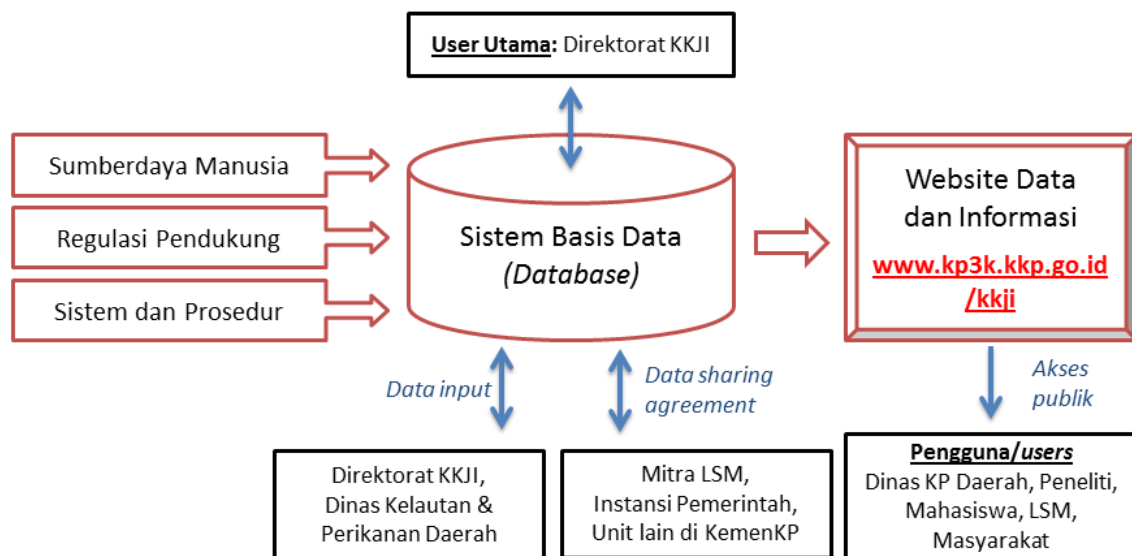 User Utama: Direktorat KKJI
Sumberdaya Manusia
Regulasi Pendukung
Sistem dan Prosedur
Sistem Basis Data
(Database)
Website Data
dan Informasi
www.kp3k.kkp.go.id
/kkji
Data input
Data sharing
agreement
Akses
publik
Direktorat KKJI,
Dinas Kelautan &
Perikanan Daerah
Mitra LSM,
Instansi Pemerintah,
Unit lain di KemenKP
Pengguna/users
Dinas KP Daerah, Peneliti,
Mahasiswa, LSM,
Masyarakat